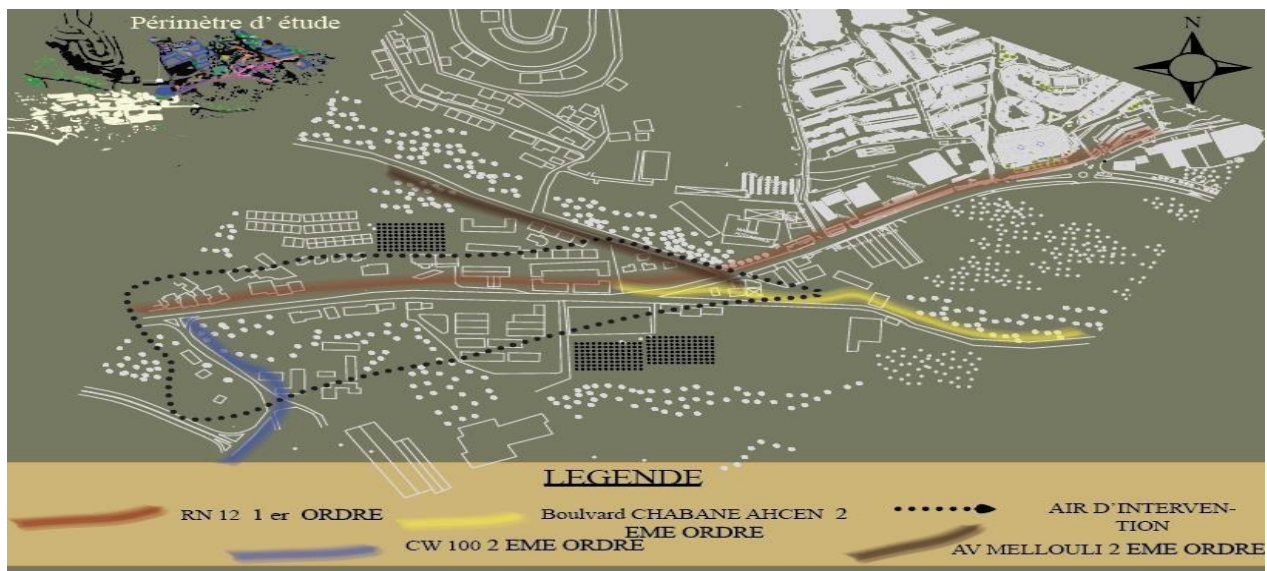 Périmètre d' étude
N
LEGENDE
RN 12 1 er ORDRE
Boulvard CHABANE AHCEN 2
EME ORDRE
AIR D'INTERVEN-
TION
CW 100 2 EME ORDRE
AV MELLOULI 2 EME ORDRE